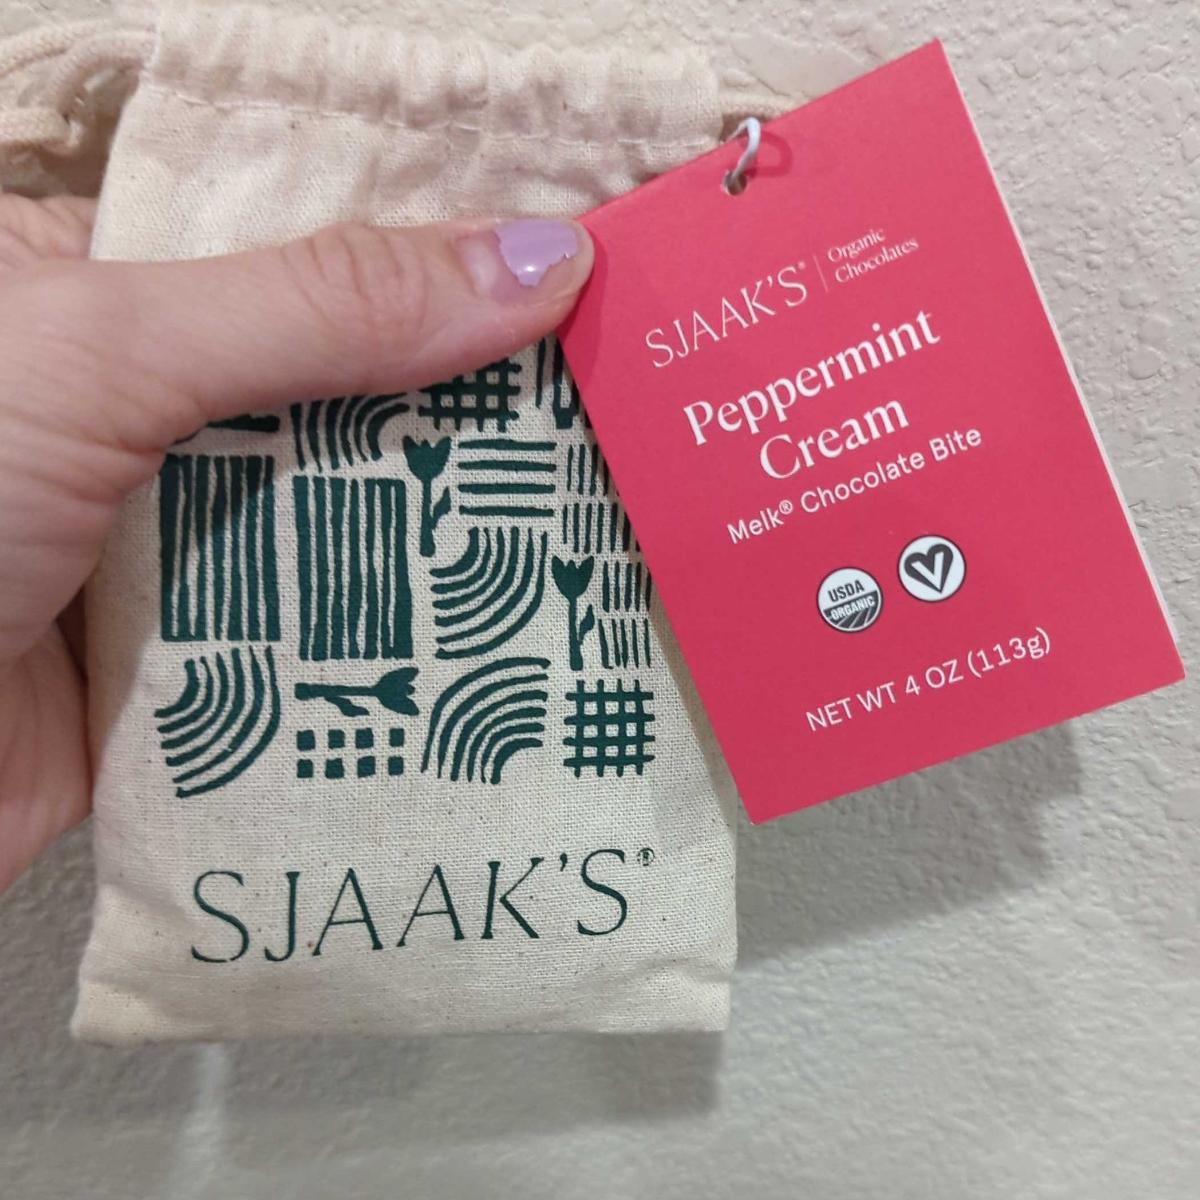 SJAAK'S® | Organic
Chocolates
Peppermint
Cream
Melk® Chocolate Bite
USDA
ORGANIC
V
NET WT 4 OZ (113g)
SJAAK'S®